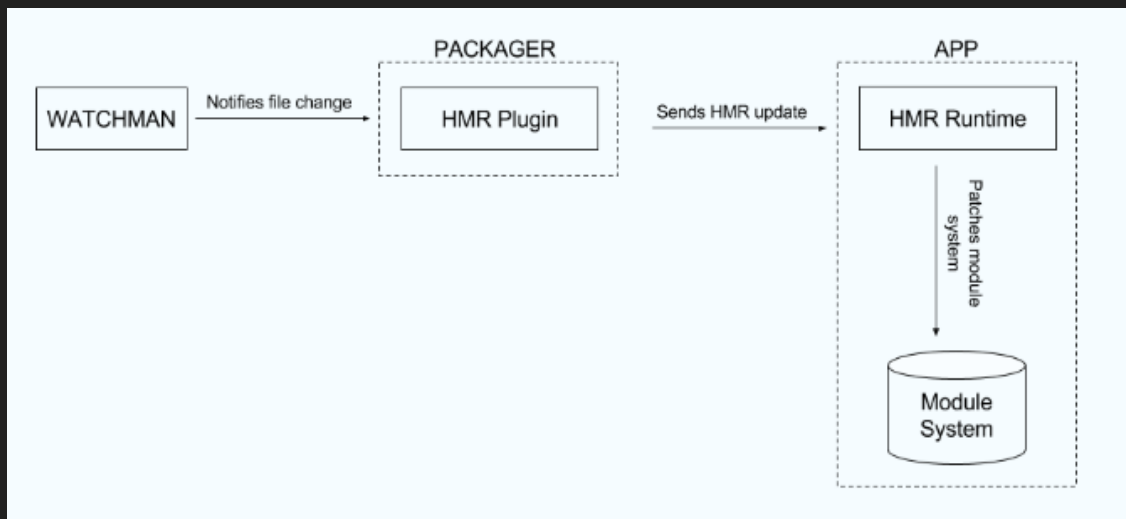 PACKAGER
APP
WATCHMAN
Notifies file change
HMR Plugin
Sends HMR update
HMR Runtime
Patches module
system
Module
System